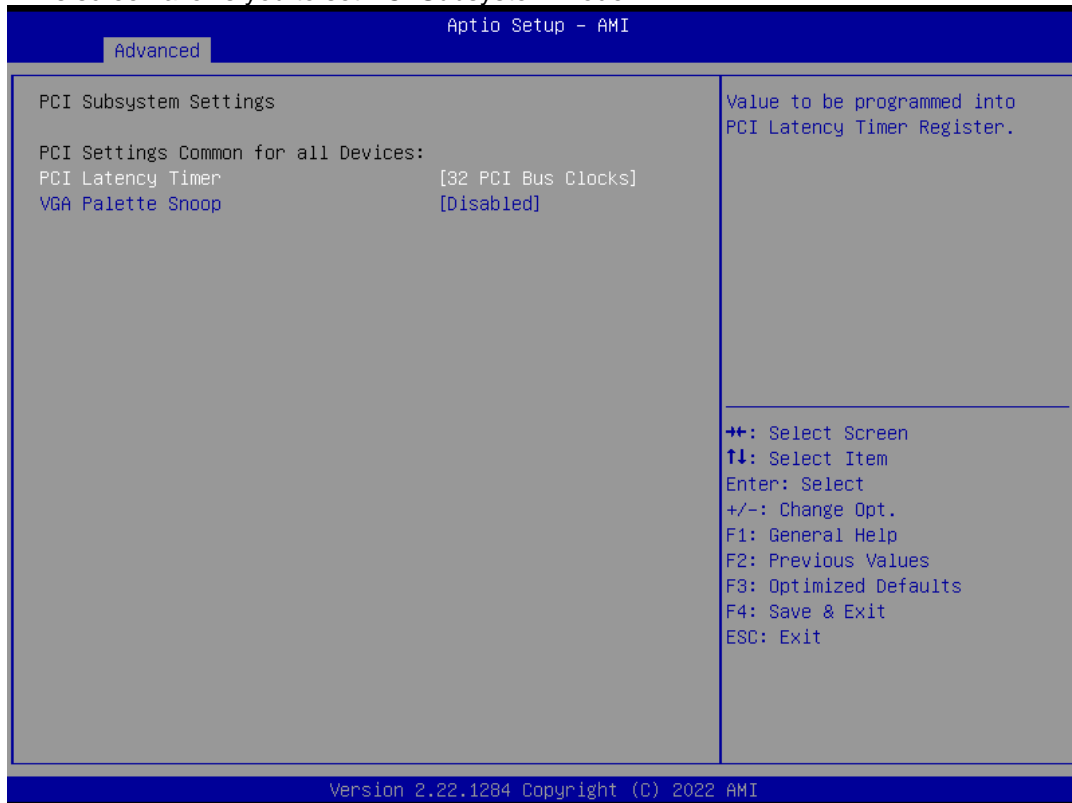 Aptio Setup – AMI
Advanced
PCI Subsystem Settings
PCI Settings Common for all Devices:
PCI Latency Timer [32 PCI Bus Clocks]
VGA Palette Snoop [Disabled]
Value to be programmed into
PCI Latency Timer Register.
→←: Select Screen
↑↓: Select Item
Enter: Select
+/-: Change Opt.
F1: General Help
F2: Previous Values
F3: Optimized Defaults
F4: Save & Exit
ESC: Exit
Version 2.22.1284 Copyright (C) 2022 AMI